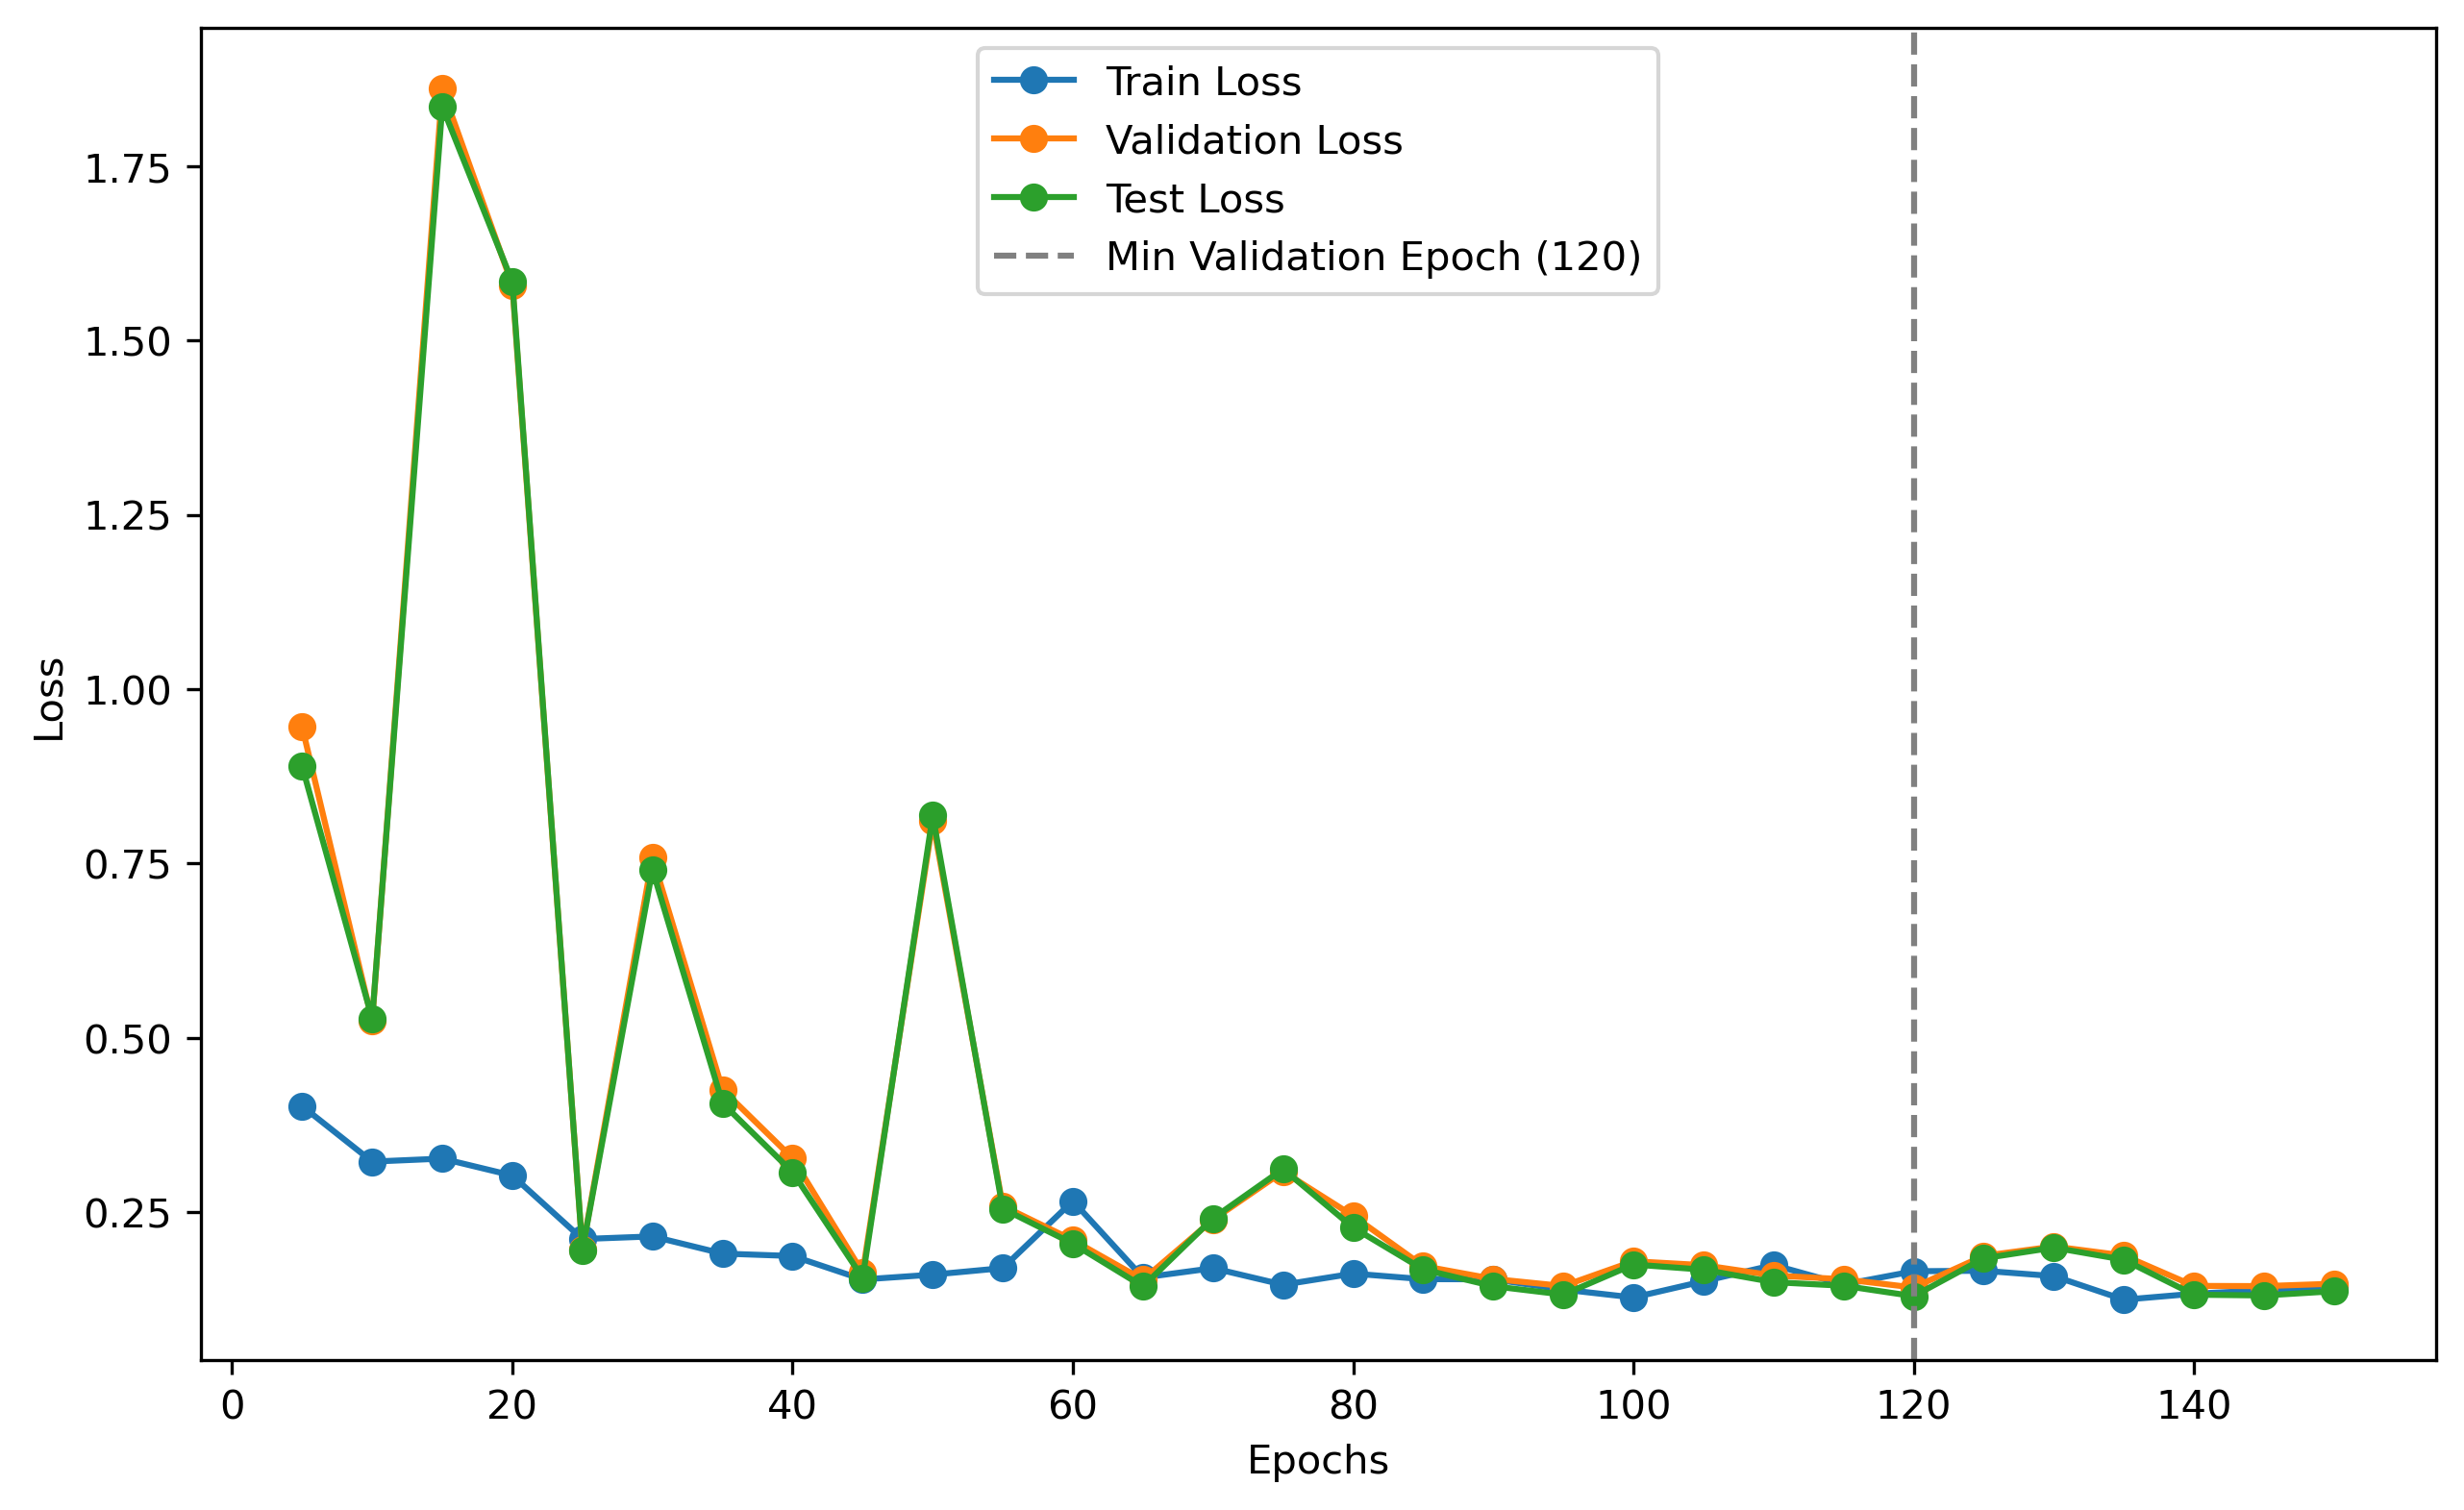 Train Loss
Validation Loss
Test Loss
Min Validation Epoch (120)
1.75
1.50
1.25
1.00
0.75
0.50
0.25
Loss
0 20 40 60 80 100 120 140
Epochs